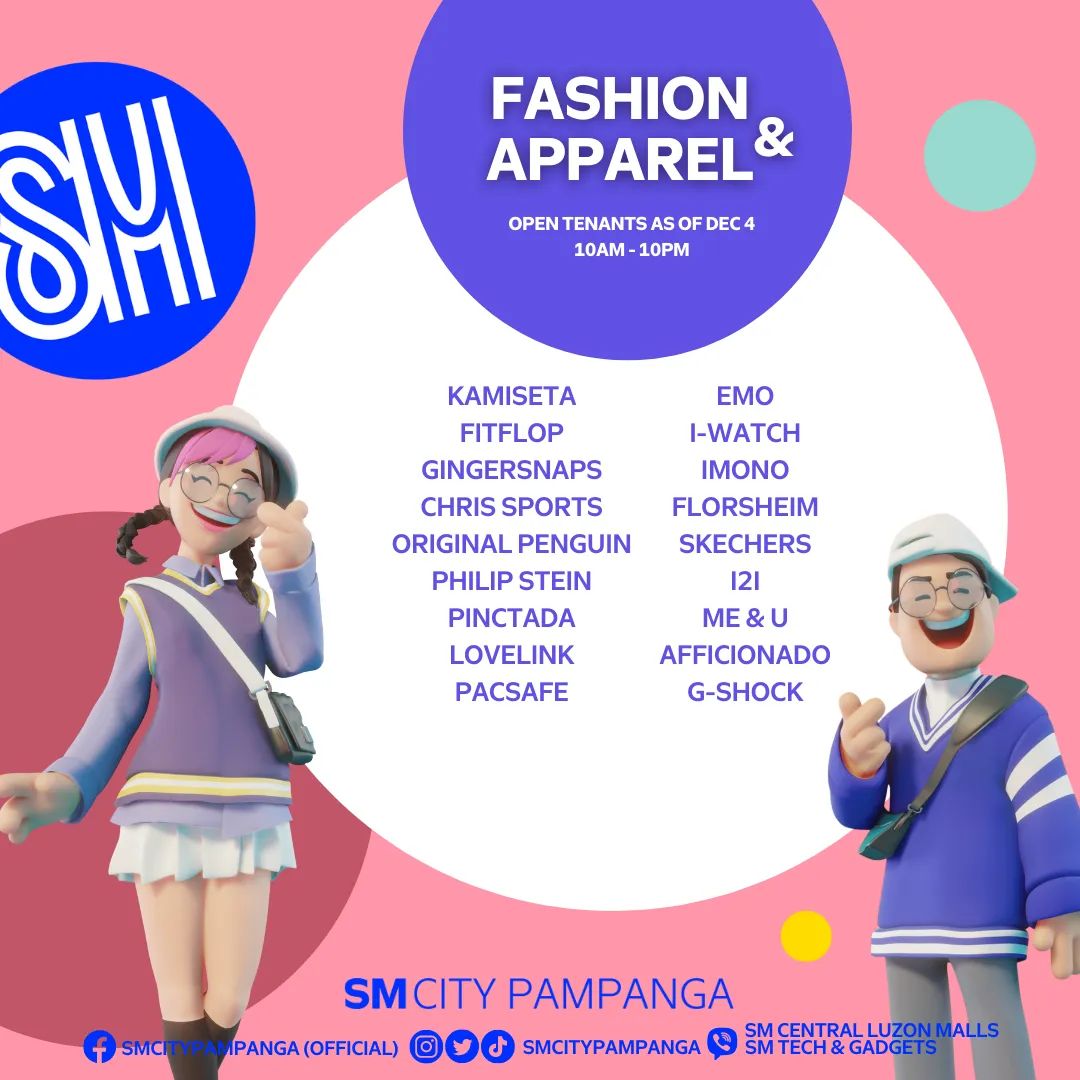 SM
FASHION &
APPAREL
OPEN TENANTS AS OF DEC 4
10AM - 10PM
KAMISETA
FITFLOP
GINGERSNAPS
CHRIS SPORTS
ORIGINAL PENGUIN
PHILIP STEIN
PINCTADA
LOVELINK
PACSAFE
EMO
I-WATCH
IMONO
FLORSHEIM
SKECHERS
I2I
ME & U
AFFICIONADO
G-SHOCK
SM CITY PAMPANGA
SMCITYPAMPANGA (OFFICIAL)
SMCITYPAMPANGA
SM CENTRAL LUZON MALLS
SM TECH & GADGETS